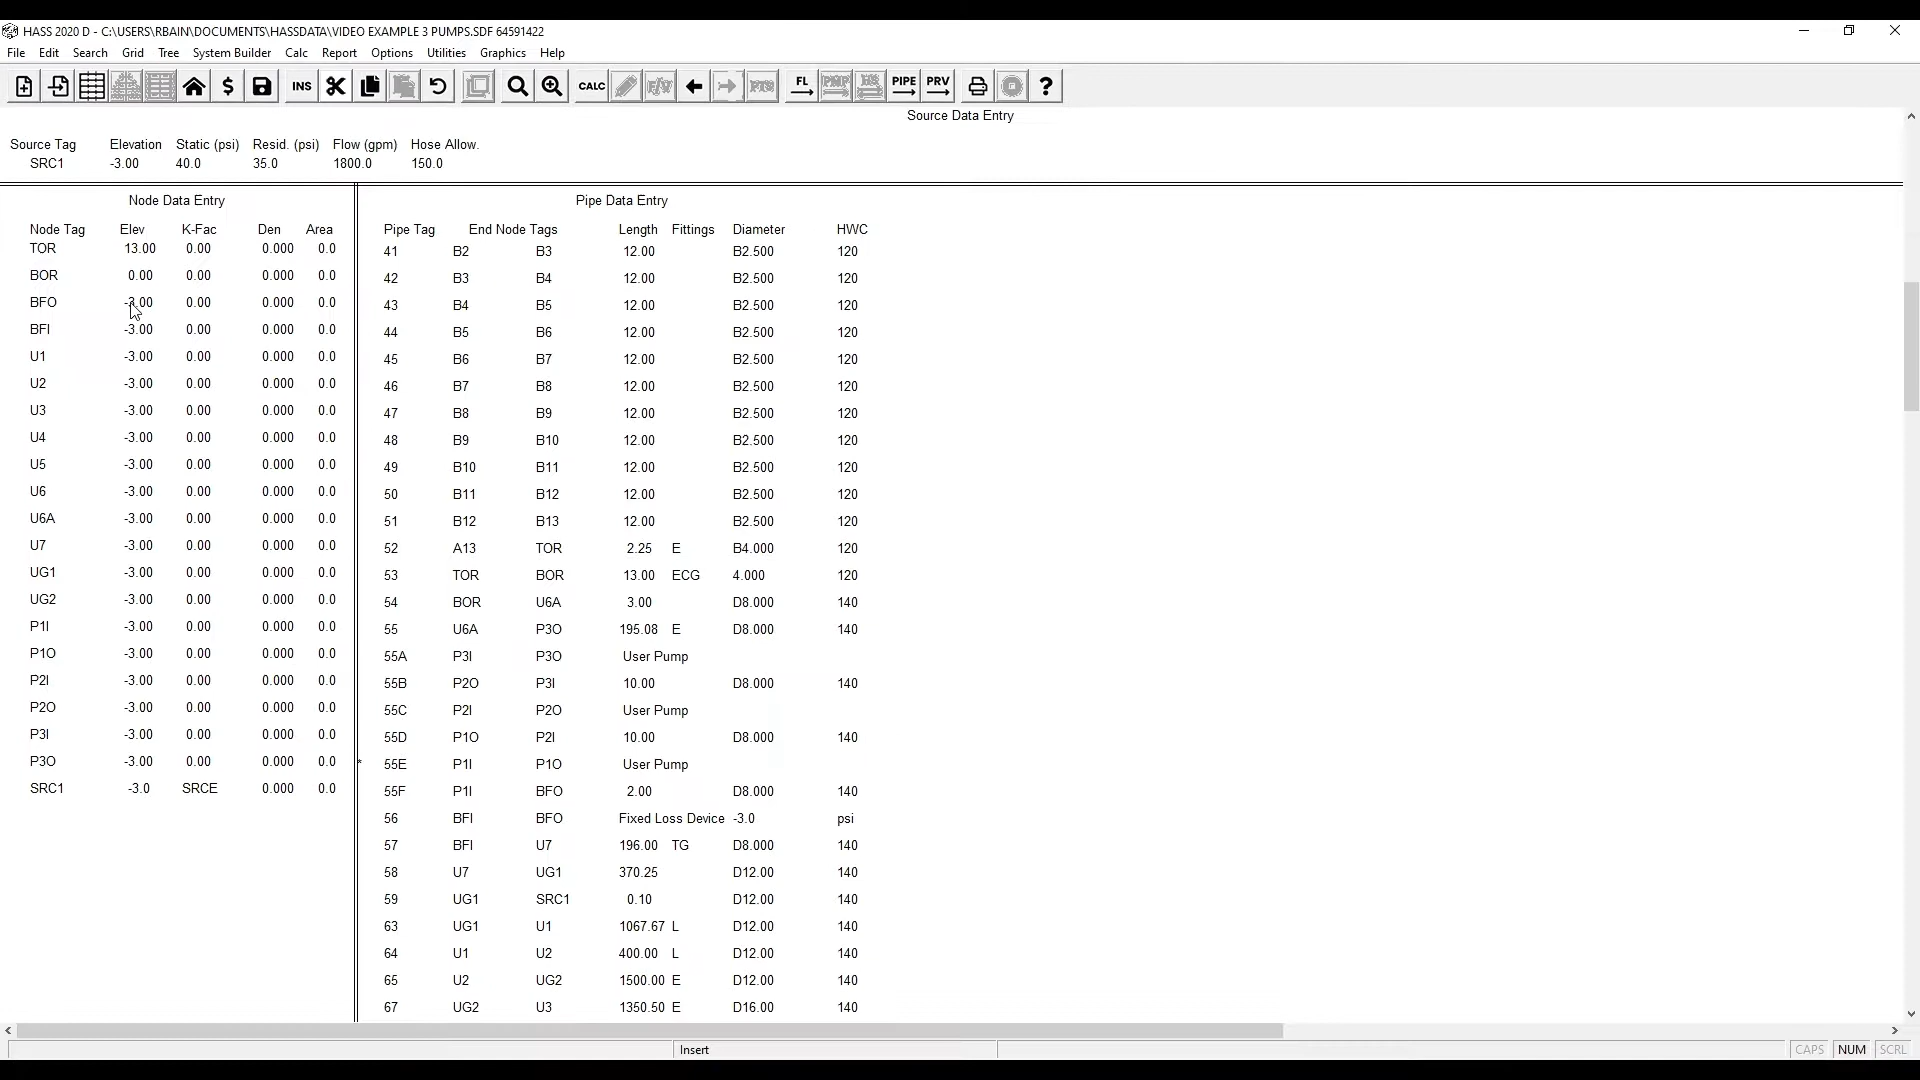 HASS 2020 D - C:\USERS\RBAIN\DOCUMENTS\HASSDATA\VIDEO EXAMPLE 3 PUMPS.SDF 64591422
File Edit Search Grid Tree System Builder Calc Report Options Utilities Graphics Help
$ INS CALC F/V PTS FL PMP HS PIPE PRV ?
Source Data Entry
Source Tag Elevation Static (psi) Resid. (psi) Flow (gpm) Hose Allow.
SRC1 -3.00 40.0 35.0 1800.0 150.0
Node Data Entry
Node Tag Elev K-Fac Den Area
TOR 13.00 0.00 0.000 0.0
BOR 0.00 0.00 0.000 0.0
BFO -3.00 0.00 0.000 0.0
BFI -3.00 0.00 0.000 0.0
U1 -3.00 0.00 0.000 0.0
U2 -3.00 0.00 0.000 0.0
U3 -3.00 0.00 0.000 0.0
U4 -3.00 0.00 0.000 0.0
U5 -3.00 0.00 0.000 0.0
U6 -3.00 0.00 0.000 0.0
U6A -3.00 0.00 0.000 0.0
U7 -3.00 0.00 0.000 0.0
UG1 -3.00 0.00 0.000 0.0
UG2 -3.00 0.00 0.000 0.0
P1I -3.00 0.00 0.000 0.0
P1O -3.00 0.00 0.000 0.0
P2I -3.00 0.00 0.000 0.0
P2O -3.00 0.00 0.000 0.0
P3I -3.00 0.00 0.000 0.0
P3O -3.00 0.00 0.000 0.0
SRC1 -3.0 SRCE 0.000 0.0
Pipe Data Entry
Pipe Tag End Node Tags Length Fittings Diameter HWC
41 B2 B3 12.00 B2.500 120
42 B3 B4 12.00 B2.500 120
43 B4 B5 12.00 B2.500 120
44 B5 B6 12.00 B2.500 120
45 B6 B7 12.00 B2.500 120
46 B7 B8 12.00 B2.500 120
47 B8 B9 12.00 B2.500 120
48 B9 B10 12.00 B2.500 120
49 B10 B11 12.00 B2.500 120
50 B11 B12 12.00 B2.500 120
51 B12 B13 12.00 B2.500 120
52 A13 TOR 2.25 E B4.000 120
53 TOR BOR 13.00 ECG 4.000 120
54 BOR U6A 3.00 D8.000 140
55 U6A P3O 195.08 E D8.000 140
55A P3I P3O User Pump
55B P2O P3I 10.00 D8.000 140
55C P2I P2O User Pump
55D P1O P2I 10.00 D8.000 140
* 55E P1I P1O User Pump
55F P1I BFO 2.00 D8.000 140
56 BFI BFO Fixed Loss Device -3.0 psi
57 BFI U7 196.00 TG D8.000 140
58 U7 UG1 370.25 D12.00 140
59 UG1 SRC1 0.10 D12.00 140
63 UG1 U1 1067.67 L D12.00 140
64 U1 U2 400.00 L D12.00 140
65 U2 UG2 1500.00 E D12.00 140
67 UG2 U3 1350.50 E D16.00 140
Insert CAPS NUM SCRL